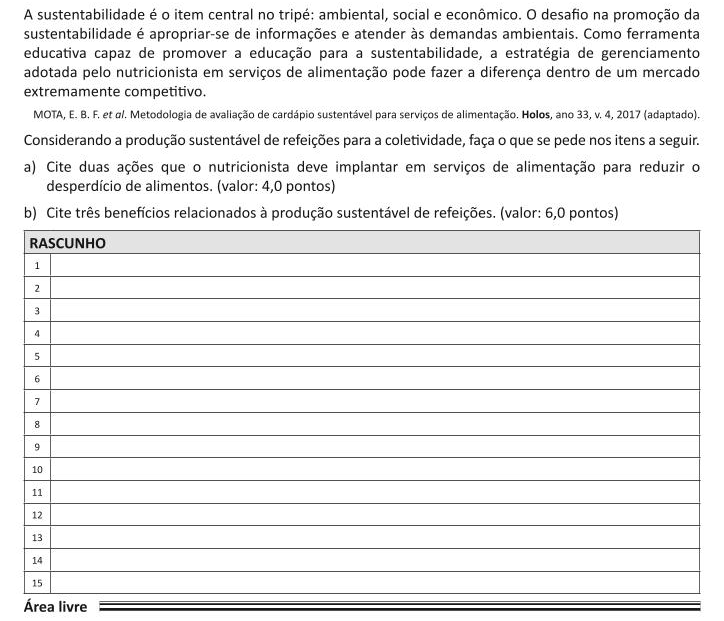 A sustentabilidade é o item central no tripé: ambiental, social e econômico. O desafio na promoção da
sustentabilidade é apropriar-se de informações e atender às demandas ambientais. Como ferramenta
educativa capaz de promover a educação para a sustentabilidade, a estratégia de gerenciamento
adotada pelo nutricionista em serviços de alimentação pode fazer a diferença dentro de um mercado
extremamente competitivo.
MOTA, E. B. F. et al. Metodologia de avaliação de cardápio sustentável para serviços de alimentação. Holos, ano 33, v. 4, 2017 (adaptado).
Considerando a produção sustentável de refeições para a coletividade, faça o que se pede nos itens a seguir.
a) Cite duas ações que o nutricionista deve implantar em serviços de alimentação para reduzir o
desperdício de alimentos. (valor: 4,0 pontos)
b) Cite três benefícios relacionados à produção sustentável de refeições. (valor: 6,0 pontos)
RASCUNHO
1
2
3
4
5
6
7
8
9
10
11
12
13
14
15
Área livre